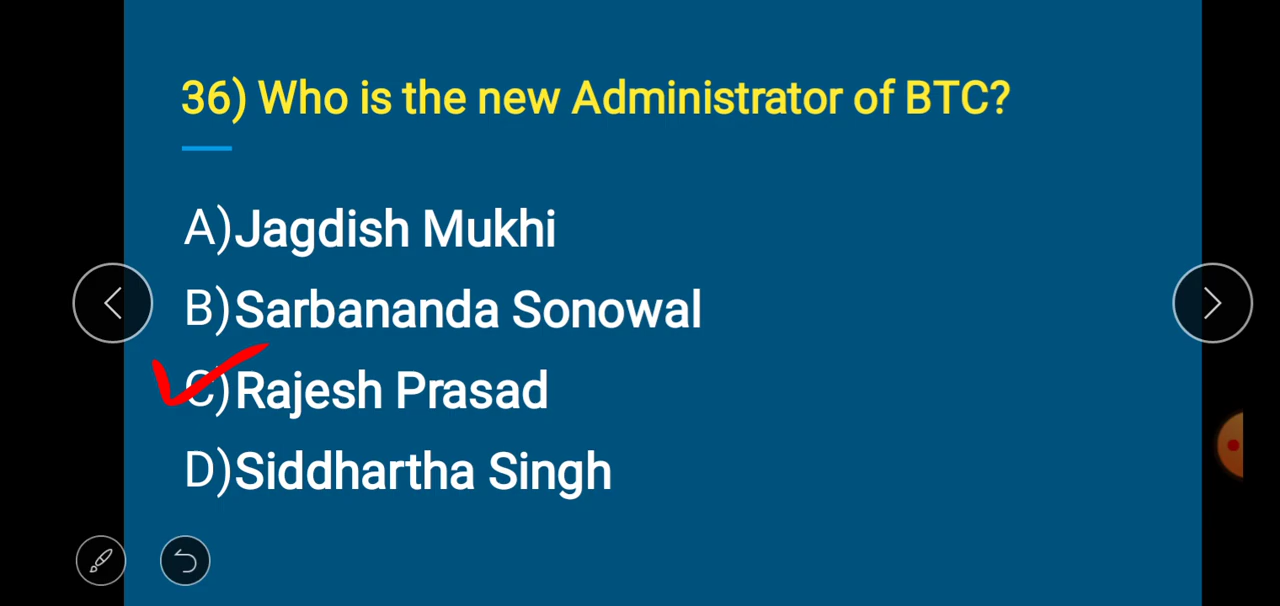 36) Who is the new Administrator of BTC?
A)Jagdish Mukhi
B)Sarbananda Sonowal
C)Rajesh Prasad
D)Siddhartha Singh